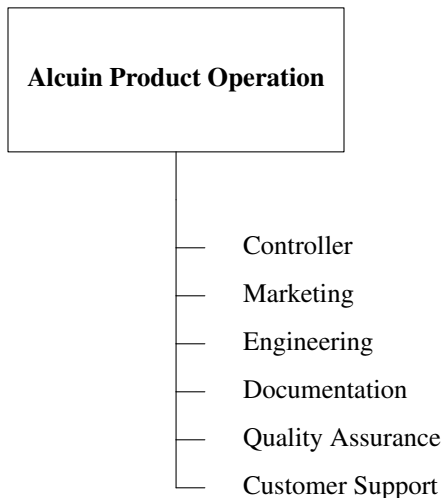 Alcuin Product Operation
Controller
Marketing
Engineering
Documentation
Quality Assurance
Customer Support